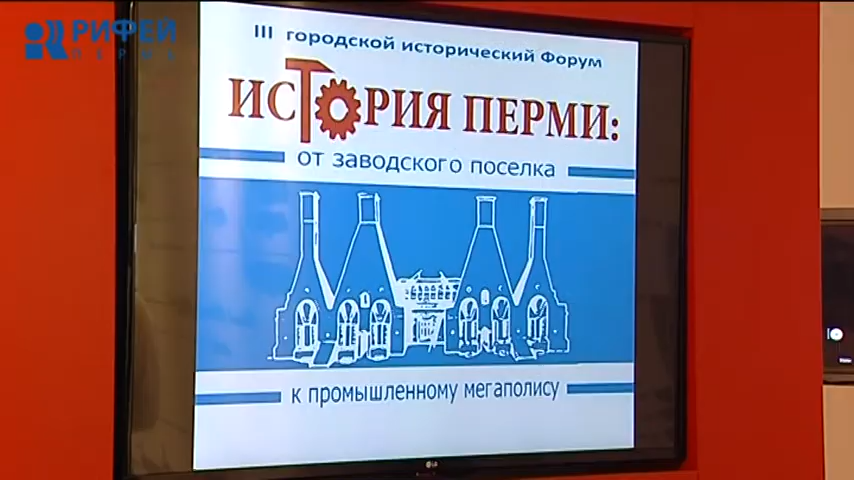 РИФЕЙ
ПЕРМЬ
III городской исторический Форум
ИСТОРИЯ ПЕРМИ:
от заводского поселка
к промышленному мегаполису
LG